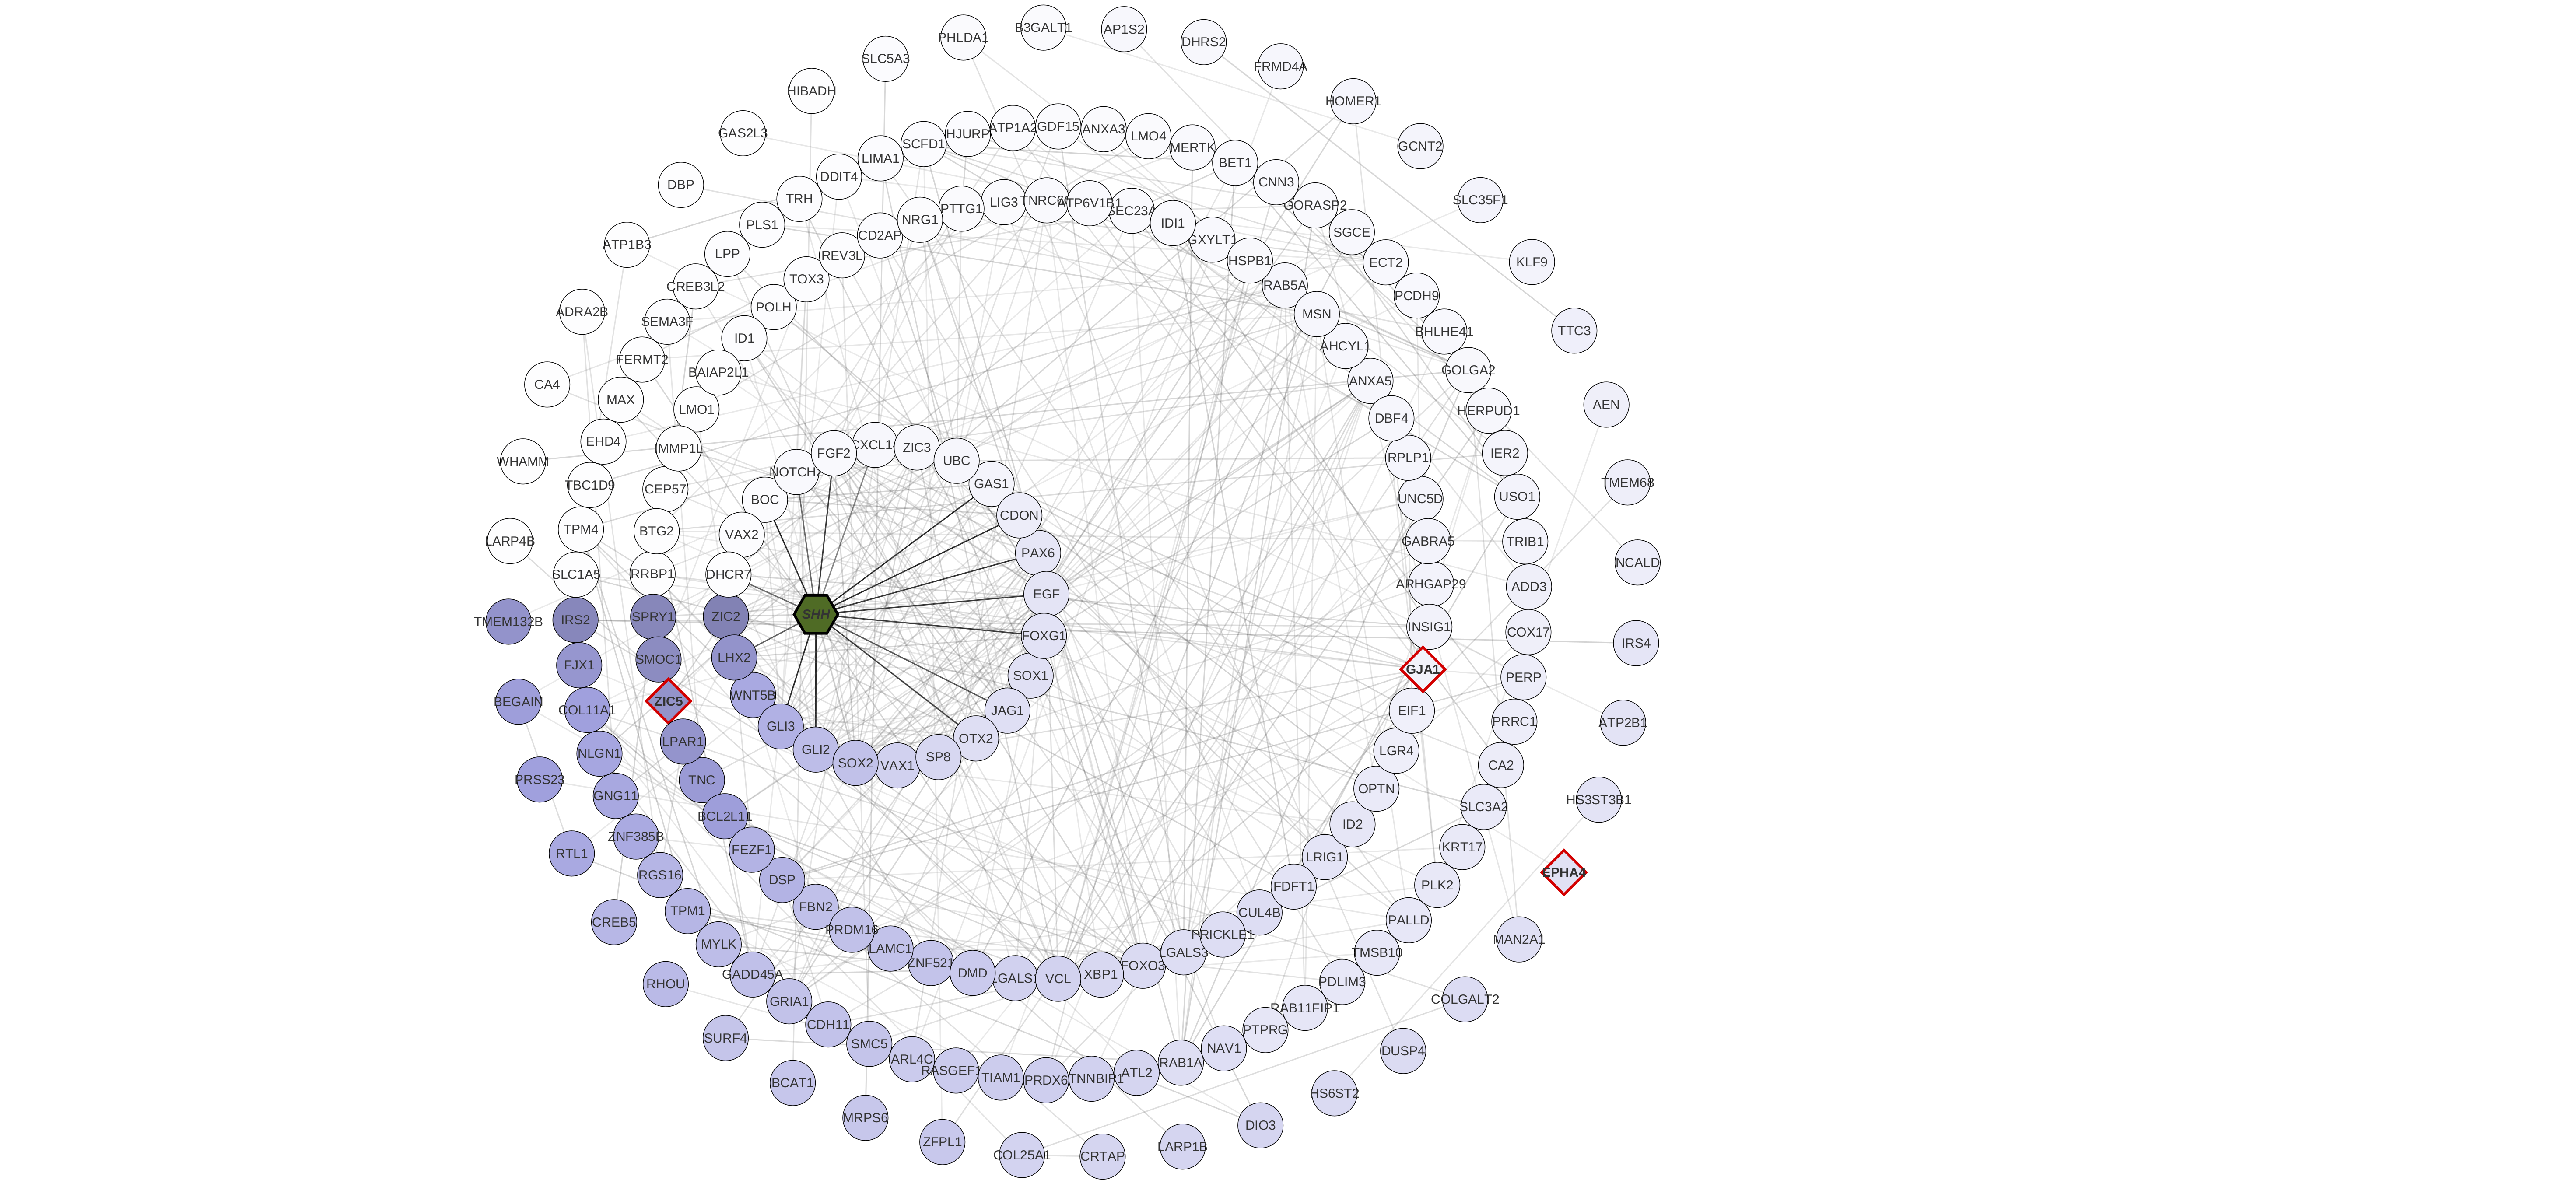 B3GALT1
AP1S2
PHLDA1
DHRS2
SLC5A3
FRMD4A
HIBADH
HOMER1
GAS2L3
GCNT2
DBP
SLC35F1
ATP1B3
KLF9
ADRA2B
TTC3
CA4
AEN
WHAMM
TMEM68
LARP4B
NCALD
TMEM132B
IRS4
BEGAIN
ATP2B1
PRSS23
HS3ST3B1
RTL1
EPHA4
CREB5
MAN2A1
RHOU
COLGALT2
SURF4
DUSP4
BCAT1
HS6ST2
MRPS6
DIO3
ZFPL1
LARP1B
COL25A1
CRTAP
SCFD1
HJURP
ATP1A2
GDF15
ANXA3
LMO4
MERTK
BET1
CNN3
GORASP2
SGCE
ECT2
PCDH9
BHLHE41
GOLGA2
HERPUD1
IER2
USO1
TRIB1
ADD3
COX17
PERP
PRRC1
CA2
SLC3A2
KRT17
PLK2
PALLD
TMSB10
PDLIM3
RAB11FIP1
PTPRG
NAV1
RAB1A
ATL2
PRDX6
TIAM1
ARL4C
SMC5
CDH11
GRIA1
GADD45A
MYLK
TPM1
RGS16
ZNF385B
GNG11
NLGN1
COL11A1
FJX1
IRS2
SLC1A5
TPM4
TBC1D9
EHD4
MAX
FERMT2
SEMA3F
CREB3L2
LPP
PLS1
TRH
DDIT4
LIMA1
NRG1
PTTG1
LIG3
ATP6V1B1
SEC23A
IDI1
GXYLT1
HSPB1
RAB5A
MSN
AHCYL1
ANXA5
DBF4
RPLP1
UNC5D
GABRA5
ARHGAP29
INSIG1
GJA1
EIF1
LGR4
OPTN
ID2
LRIG1
FDFT1
CUL4B
PRICKLE1
LGALS3
FOXO3
XBP1
VCL
DMD
ZNF521
LAMC1
PRDM16
FBN2
DSP
FEZF1
BCL2L11
TNC
LPAR1
ZIC5
SMOC1
SPRY1
RRBP1
BTG2
CEP57
LMO1
BAIAP2L1
ID1
POLH
TOX3
REV3L
CD2AP
FGF2
ZIC3
UBC
GAS1
CDON
PAX6
EGF
FOXG1
SOX1
JAG1
OTX2
SP8
VAX1
SOX2
GLI2
GLI3
WNT5B
LHX2
ZIC2
DHCR7
VAX2
BOC
SHH